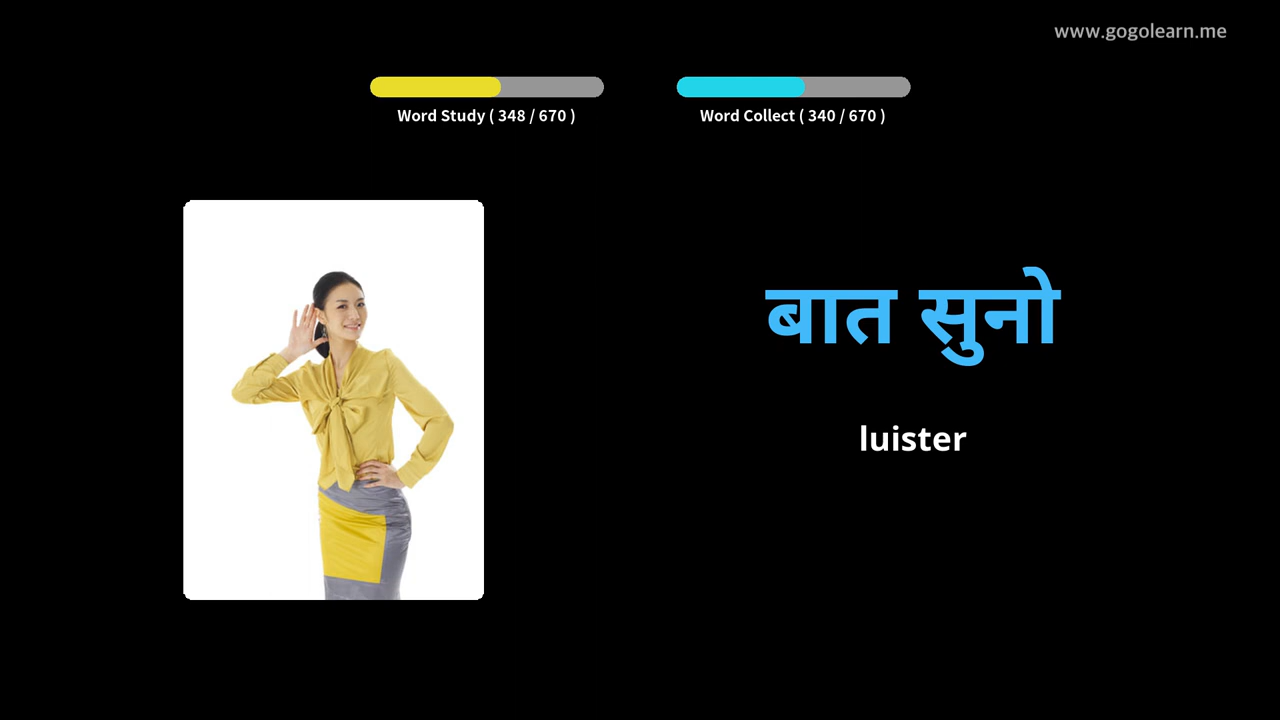 www.gogolearn.me
Word Study ( 348 / 670 )
Word Collect ( 340 / 670 )
बात सुनो
luister